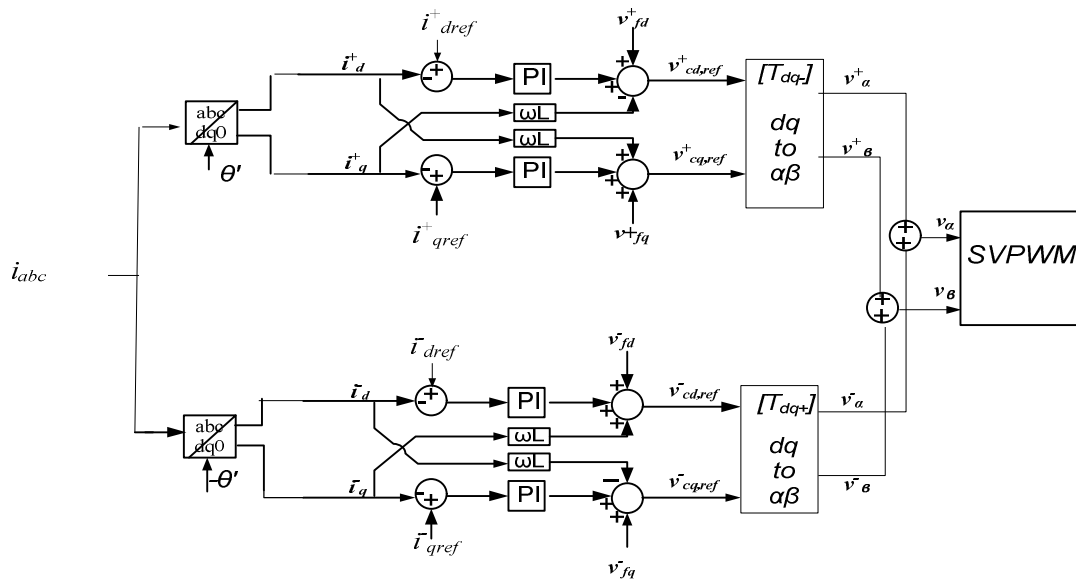 i⁺dref
v⁺fd
i⁺d
- +
PI
+
+
-
v⁺cd,ref
[Tdq-]
v⁺α
abc
dq0
ωL
dq
to
αβ
ωL
θ'
i⁺q
- +
PI
+
+
+
v⁺cq,ref
v⁺ϐ
i⁺qref
v+fq
+
+
vα
SVPWM
iabc
vϐ
+
+
i⁻dref
v⁻fd
i⁻d
- +
PI
+
+
+
v⁻cd,ref
[Tdq+]
v⁻α
abc
dq0
ωL
dq
to
αβ
ωL
-θ'
i⁻q
- +
PI
−
−
+
v⁻cq,ref
v⁻ϐ
i⁻qref
v⁻fq